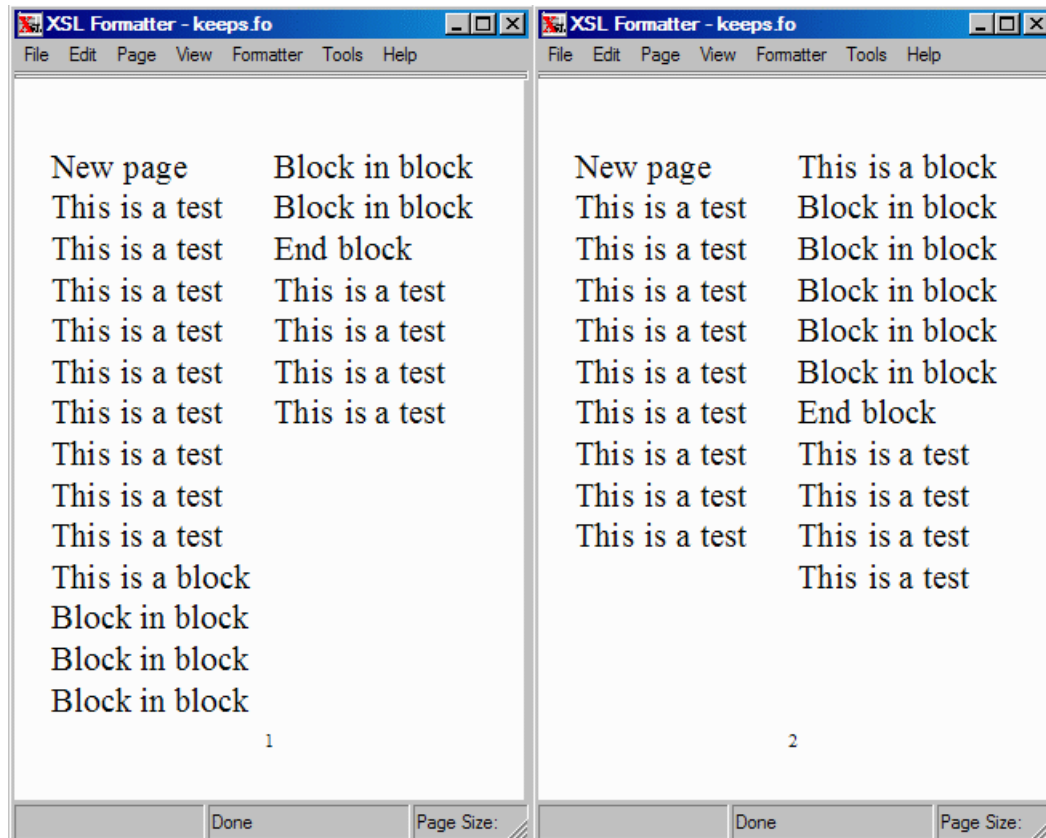 XSL Formatter - keeps.fo
File Edit Page View Formatter Tools Help
New page
This is a test
This is a test
This is a test
This is a test
This is a test
This is a test
This is a test
This is a test
This is a test
This is a block
Block in block
Block in block
Block in block
Block in block
Block in block
End block
This is a test
This is a test
This is a test
This is a test
1
Done
Page Size:
XSL Formatter - keeps.fo
File Edit Page View Formatter Tools Help
New page
This is a test
This is a test
This is a test
This is a test
This is a test
This is a test
This is a test
This is a test
This is a test
This is a block
Block in block
Block in block
Block in block
Block in block
Block in block
End block
This is a test
This is a test
This is a test
This is a test
2
Done
Page Size: